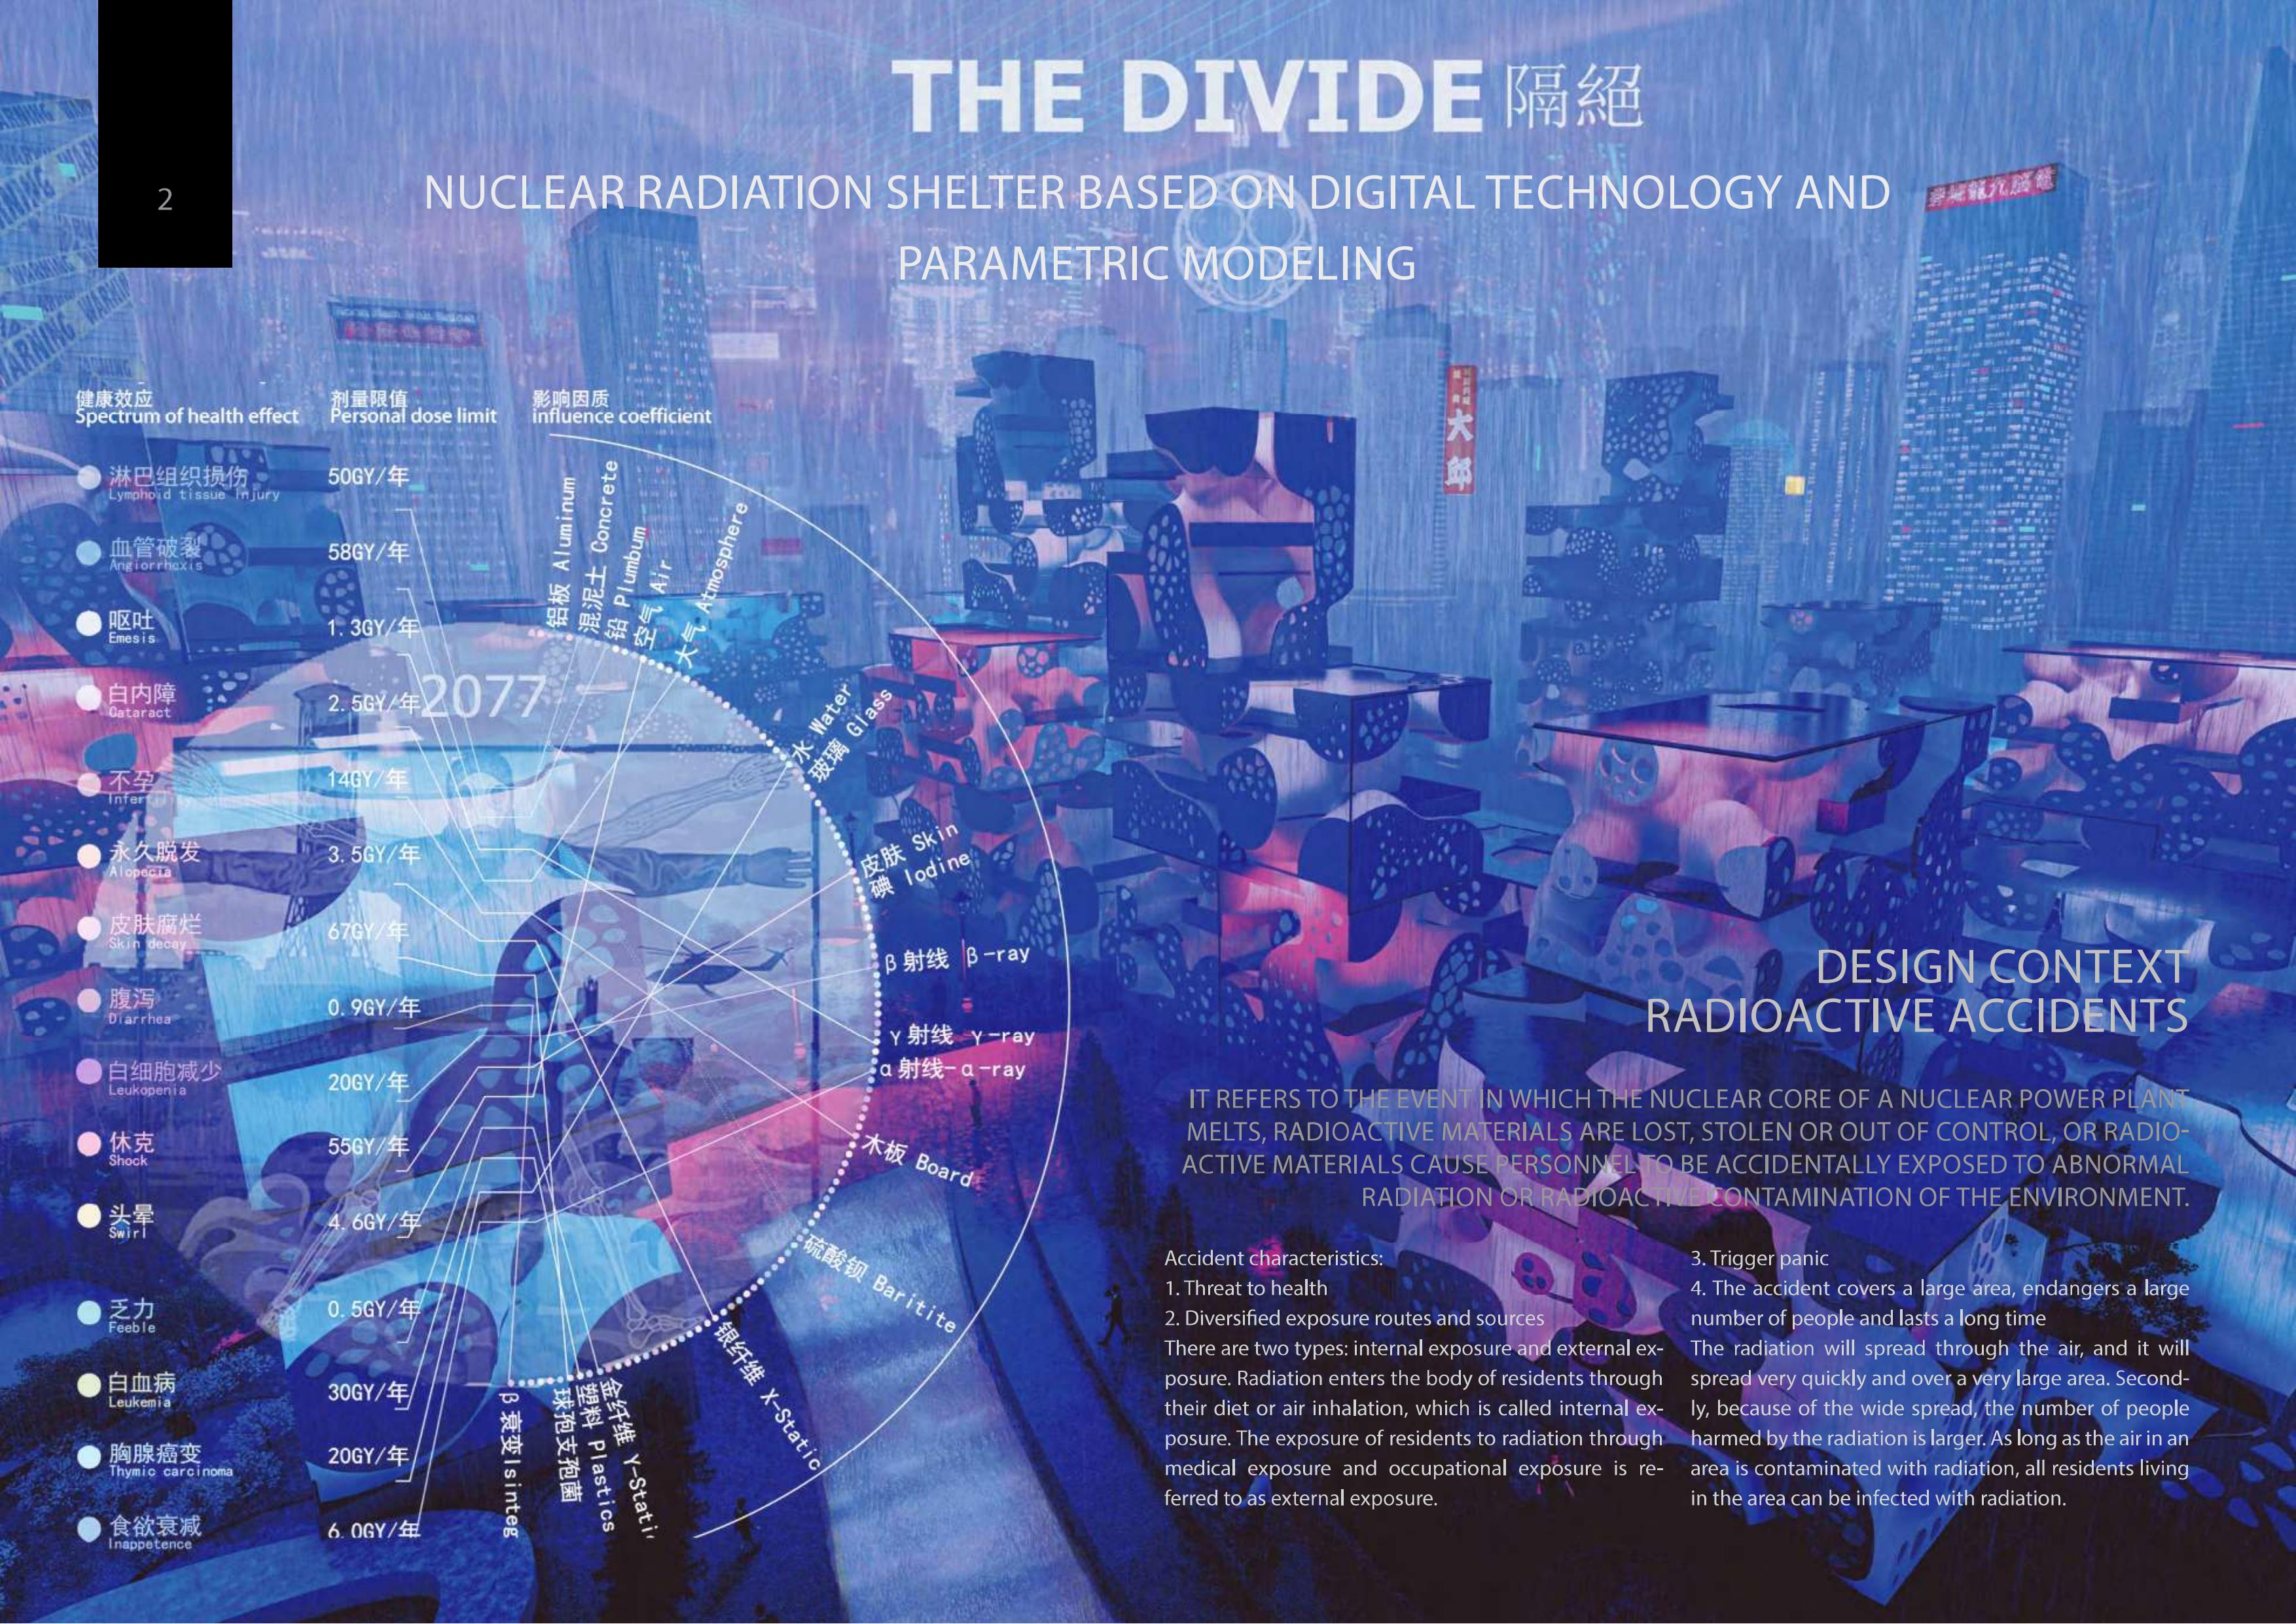 2
THE DIVIDE 隔絕
NUCLEAR RADIATION SHELTER BASED ON DIGITAL TECHNOLOGY AND
PARAMETRIC MODELING
WARNING WARNING
大
邱
健康效应
Spectrum of health effect
剂量限值
Personal dose limit
影响因质
influence coefficient
淋巴组织损伤
Lymphoid tissue injury
50GY/年
血管破裂
Angiorrhexis
58GY/年
呕吐
Emesis
1.3GY/年
白内障
Cataract
2.5GY/年
不孕
Infertility
14GY/年
永久脱发
Alopecia
3.5GY/年
皮肤腐烂
Skin decay
67GY/年
腹泻
Diarrhea
0.9GY/年
白细胞减少
Leukopenia
20GY/年
休克
Shock
55GY/年
头晕
Swirl
4.6GY/年
乏力
Feeble
0.5GY/年
白血病
Leukemia
30GY/年
胸腺癌变
Thymic carcinoma
20GY/年
食欲衰减
Inappetence
6.0GY/年
2077
铝板 Aluminum
混泥土 Concrete
铅 Plumbum
空气 Air
大气 Atmosphere
水 Water
玻璃 Glass
皮肤 Skin
碘 Iodine
β射线 β-ray
γ射线 γ-ray
α射线-α-ray
木板 Board
硫酸钡 Baritite
银纤维 X-Static
金纤维 Y-Static
塑料 Plastics
球孢支孢菌
β衰变Isinteg
DESIGN CONTEXT
RADIOACTIVE ACCIDENTS
IT REFERS TO THE EVENT IN WHICH THE NUCLEAR CORE OF A NUCLEAR POWER PLANT
MELTS, RADIOACTIVE MATERIALS ARE LOST, STOLEN OR OUT OF CONTROL, OR RADIO-
ACTIVE MATERIALS CAUSE PERSONNEL TO BE ACCIDENTALLY EXPOSED TO ABNORMAL
RADIATION OR RADIOACTIVE CONTAMINATION OF THE ENVIRONMENT.
Accident characteristics:
1. Threat to health
2. Diversified exposure routes and sources
There are two types: internal exposure and external ex-
posure. Radiation enters the body of residents through
their diet or air inhalation, which is called internal ex-
posure. The exposure of residents to radiation through
medical exposure and occupational exposure is re-
ferred to as external exposure.
3. Trigger panic
4. The accident covers a large area, endangers a large
number of people and lasts a long time
The radiation will spread through the air, and it will
spread very quickly and over a very large area. Second-
ly, because of the wide spread, the number of people
harmed by the radiation is larger. As long as the air in an
area is contaminated with radiation, all residents living
in the area can be infected with radiation.